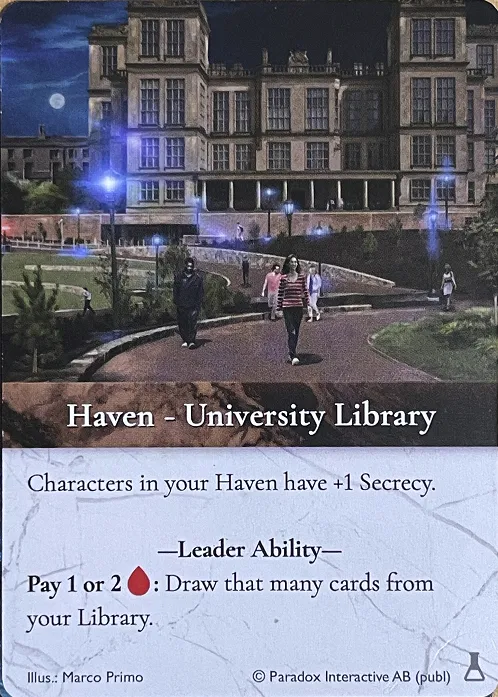 Haven - University Library
Characters in your Haven have +1 Secrecy.
—Leader Ability—
Pay 1 or 2 : Draw that many cards from
your Library.
Illus.: Marco Primo © Paradox Interactive AB (publ)